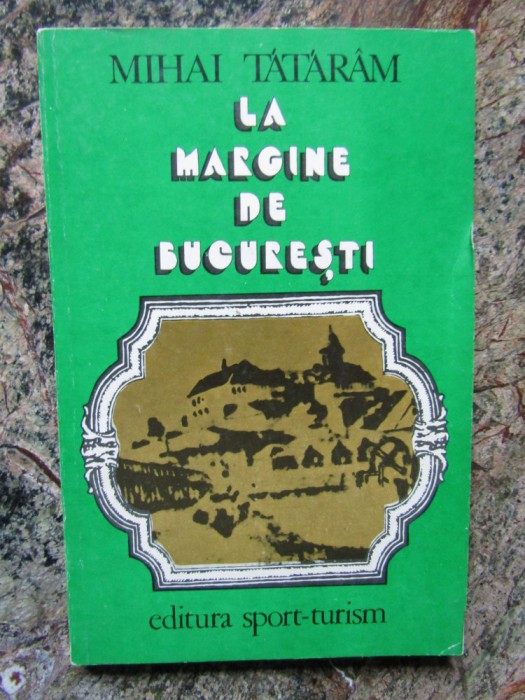 MIHAI TĂTĂRÂM
LA
MARGINE
DE
BUCUREȘTI
editura sport-turism